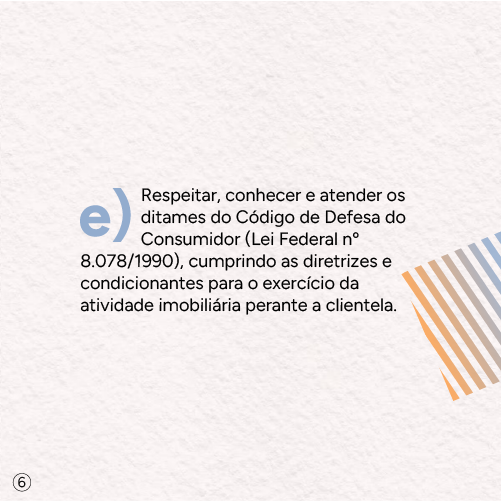 e) Respeitar, conhecer e atender os
ditames do Código de Defesa do
Consumidor (Lei Federal nº
8.078/1990), cumprindo as diretrizes e
condicionantes para o exercício da
atividade imobiliária perante a clientela.
6